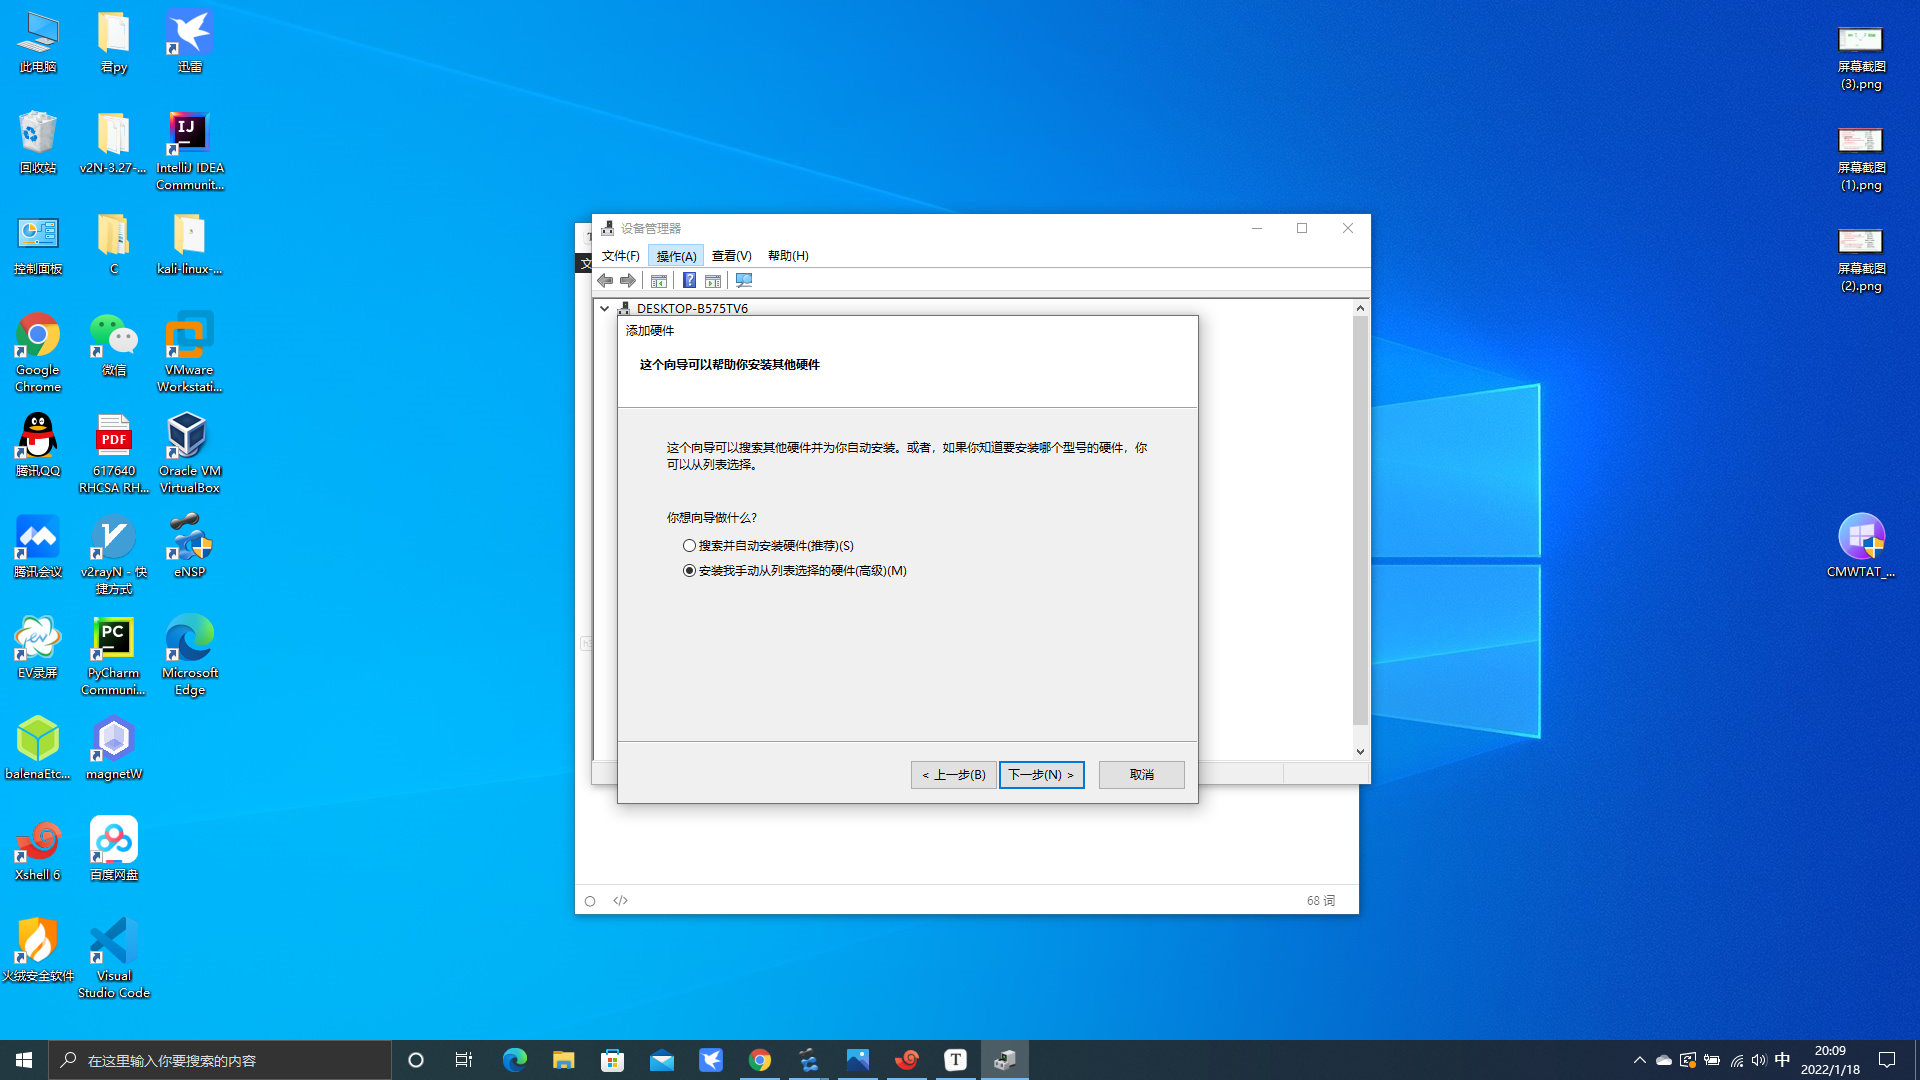 此电脑
君py
迅雷
回收站
v2N-3.27-...
IntelliJ IDEA
Communit...
控制面板
C
kali-linux-...
Google
Chrome
微信
VMware
Workstati...
腾讯QQ
617640
RHCSA RH...
Oracle VM
VirtualBox
腾讯会议
v2rayN - 快
捷方式
eNSP
EV录屏
PyCharm
Communi...
Microsoft
Edge
balenaEtc...
magnetW
Xshell 6
百度网盘
火绒安全软件
Visual
Studio Code
屏幕截图
(3).png
屏幕截图
(1).png
屏幕截图
(2).png
CMWTAT_...
设备管理器
文件(F) 操作(A) 查看(V) 帮助(H)
DESKTOP-B575TV6
添加硬件
这个向导可以帮助你安装其他硬件
这个向导可以搜索其他硬件并为你自动安装。或者，如果你知道要安装哪个型号的硬件，你
可以从列表选择。
你想向导做什么?
搜索并自动安装硬件(推荐)(S)
安装我手动从列表选择的硬件(高级)(M)
< 上一步(B) 下一步(N) > 取消
68 词
在这里输入你要搜索的内容
中
20:09
2022/1/18